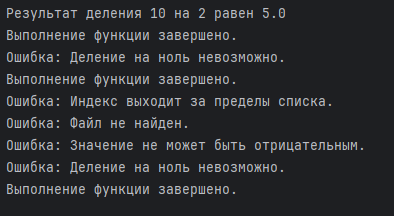 Результат деления 10 на 2 равен 5.0
Выполнение функции завершено.
Ошибка: Деление на ноль невозможно.
Выполнение функции завершено.
Ошибка: Индекс выходит за пределы списка.
Ошибка: Файл не найден.
Ошибка: Значение не может быть отрицательным.
Ошибка: Деление на ноль невозможно.
Выполнение функции завершено.